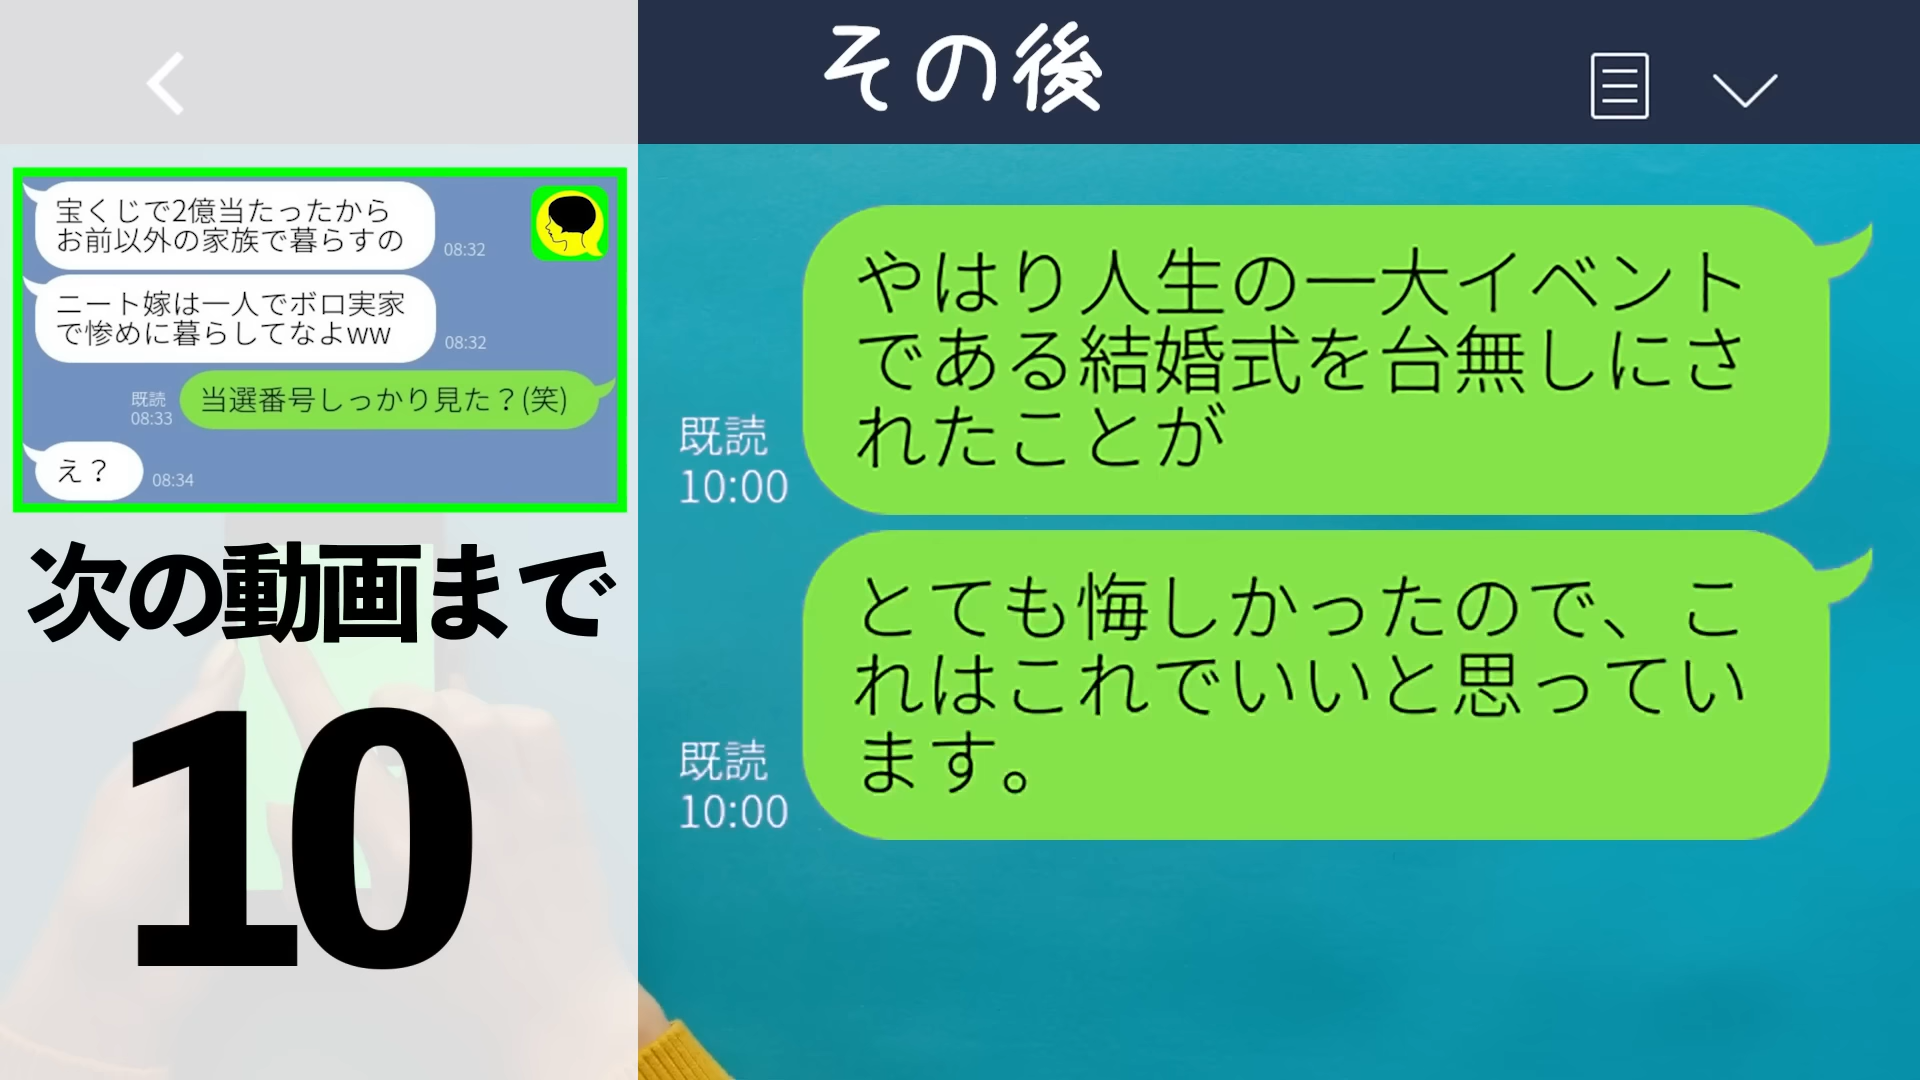 その後
宝くじで2億当たったから
お前以外の家族で暮らすの
08:32
ニート嫁は一人でボロ実家
で惨めに暮らしてなよww
08:32
既読
08:33
当選番号しっかり見た？(笑)
え？
08:34
次の動画まで
10
やはり人生の一大イベント
である結婚式を台無しにさ
れたことが
既読
10:00
とても悔しかったので、こ
れはこれでいいと思ってい
ます。
既読
10:00